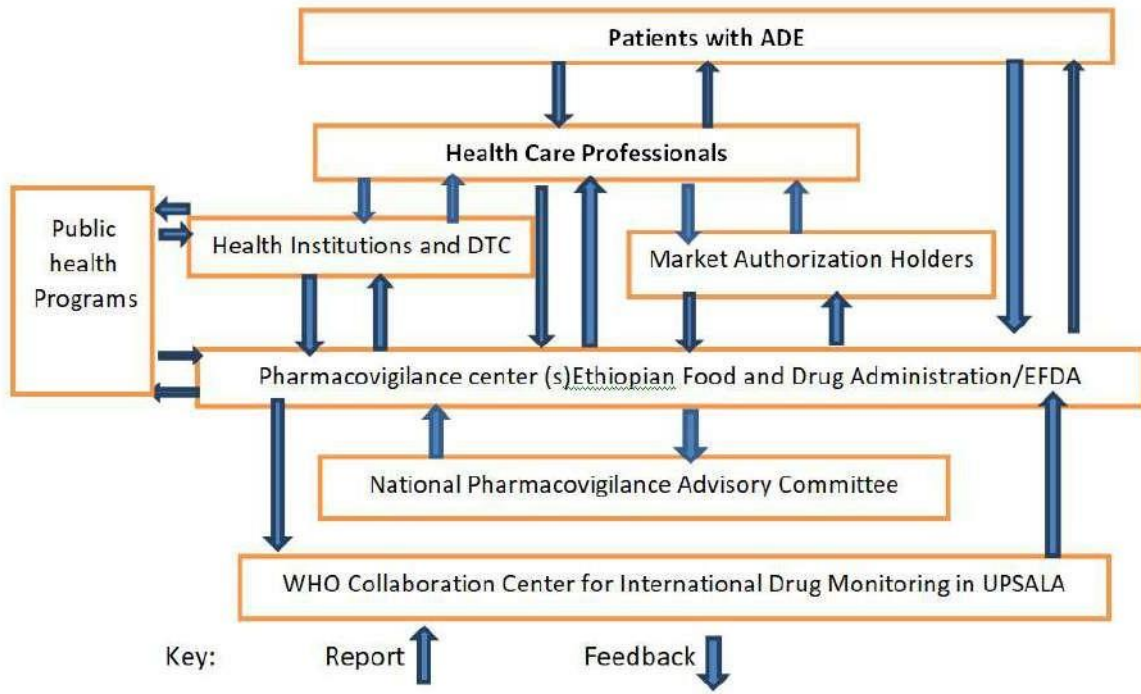 Patients with ADE
Health Care Professionals
Public
health
Programs
Health Institutions and DTC
Market Authorization Holders
Pharmacovigilance center (s)Ethiopian Food and Drug Administration/EFDA
National Pharmacovigilance Advisory Committee
WHO Collaboration Center for International Drug Monitoring in UPSALA
Key: Report Feedback